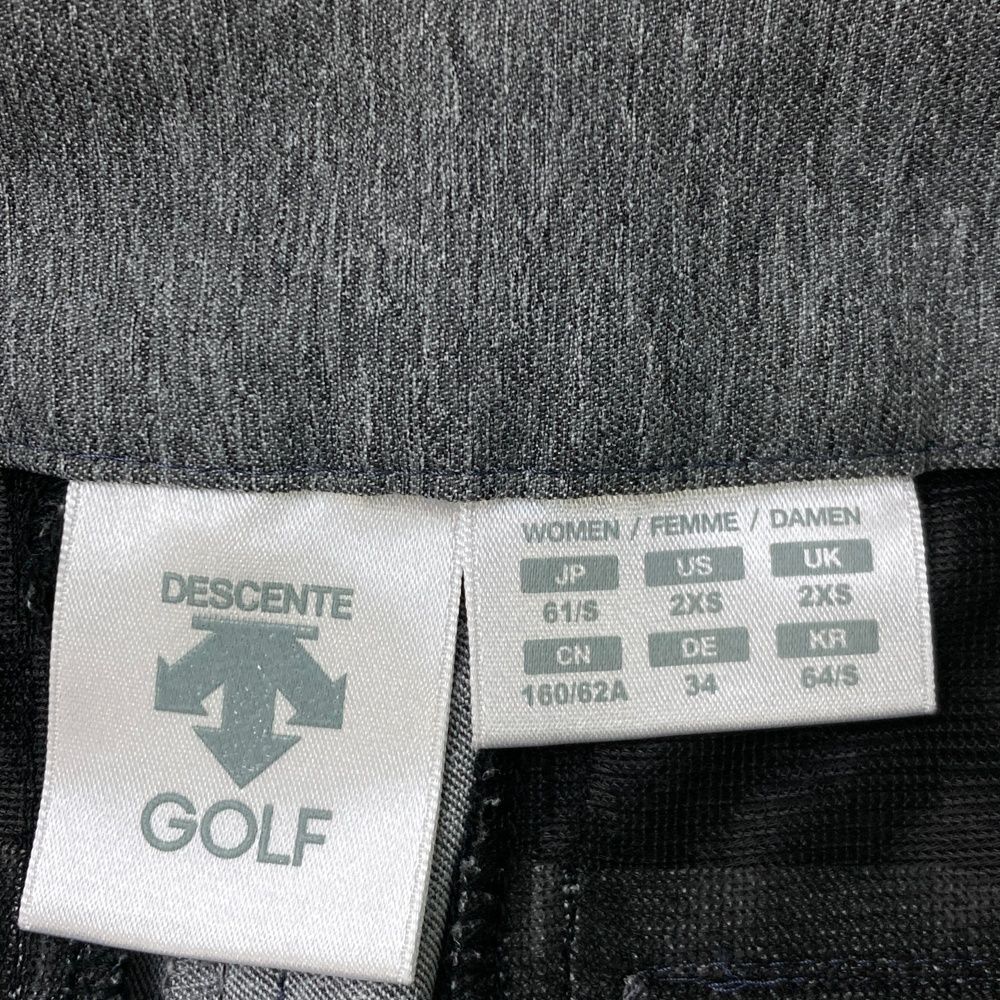 DESCENTE
GOLF
WOMEN / FEMME / DAMEN
JP US UK
61/S 2XS 2XS
CN DE KR
160/62A 34 64/S